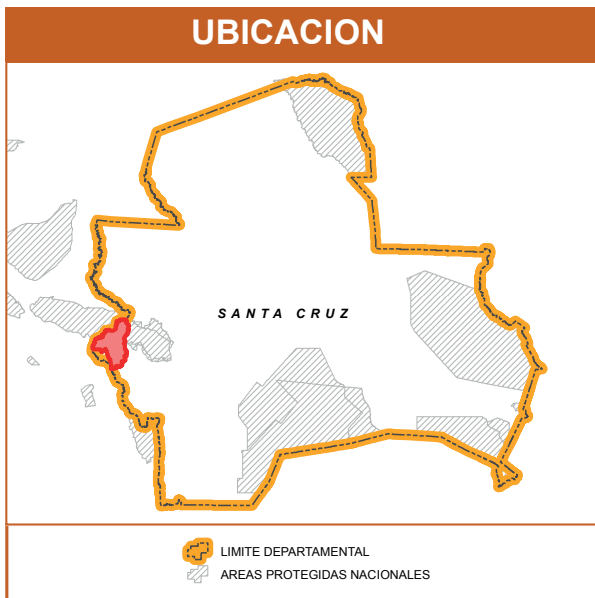 UBICACION
SANTA CRUZ
LIMITE DEPARTAMENTAL
AREAS PROTEGIDAS NACIONALES